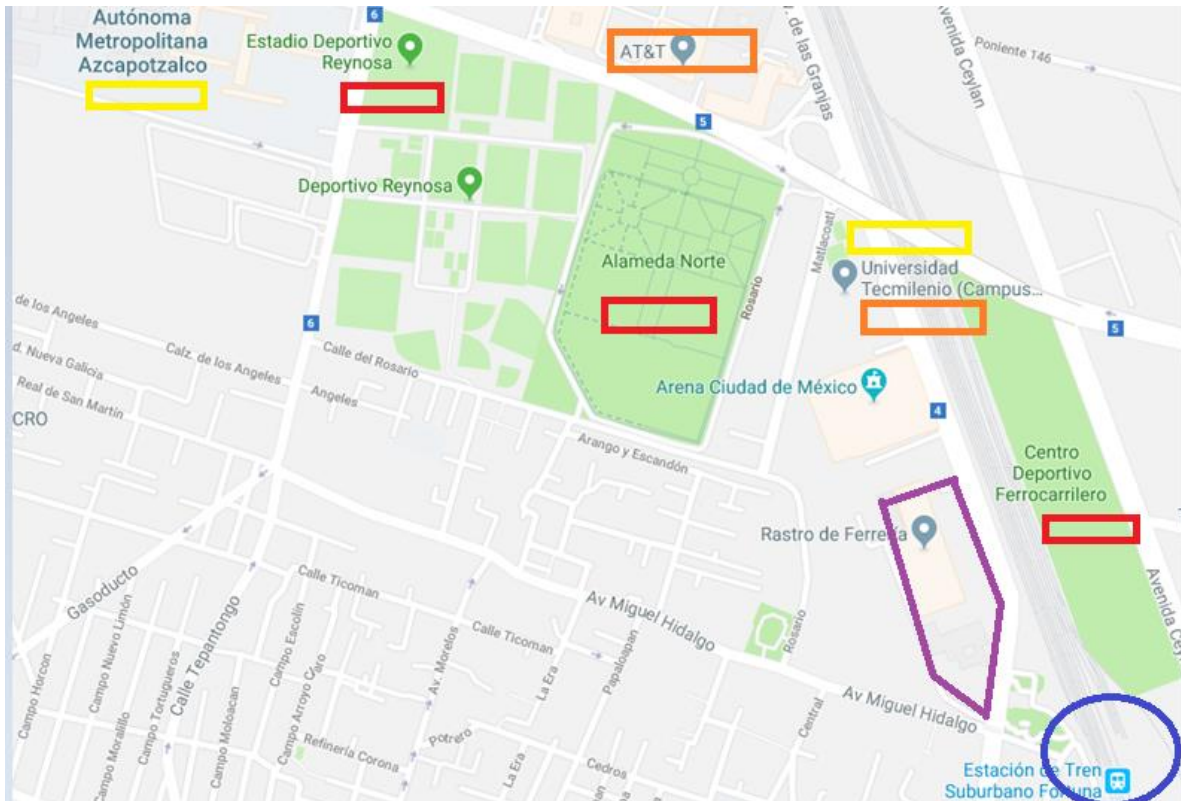 Autónoma
Metropolitana
Azcapotzalco
6
Estadio Deportivo
Reynosa
AT&T
Av. de las Granjas
Avenida Ceylan
Poniente 146
5
Deportivo Reynosa
Matlacoatl
Alameda Norte
Rosario
Universidad
Tecmilenio (Campus...
5
de los Angeles
6
Calz. de los Angeles
Angeles
Calle del Rosario
d. Nueva Galicia
Real de San Martín
CRO
Arena Ciudad de México
4
Arango y Escandón
Centro
Deportivo
Ferrocarrilero
Rastro de Ferrería
Gasoducto
Calle Ticoman
Av Miguel Hidalgo
Calle Ticoman
Rosario
Avenida Cey
Campo Horcon
Campo Nuevo Limón
Campo Moralillo
Campo Tortugueros
Calle Tepantongo
Campo Moloacan
Campo Escolín
Campo Arroyo Caro
Av. Morelos
La Era
Papaloapan
Central
Av Miguel Hidalgo
Refinería Corona
Potrero
La Era
Cedros
Estación de Tren
Suburbano Fortuna